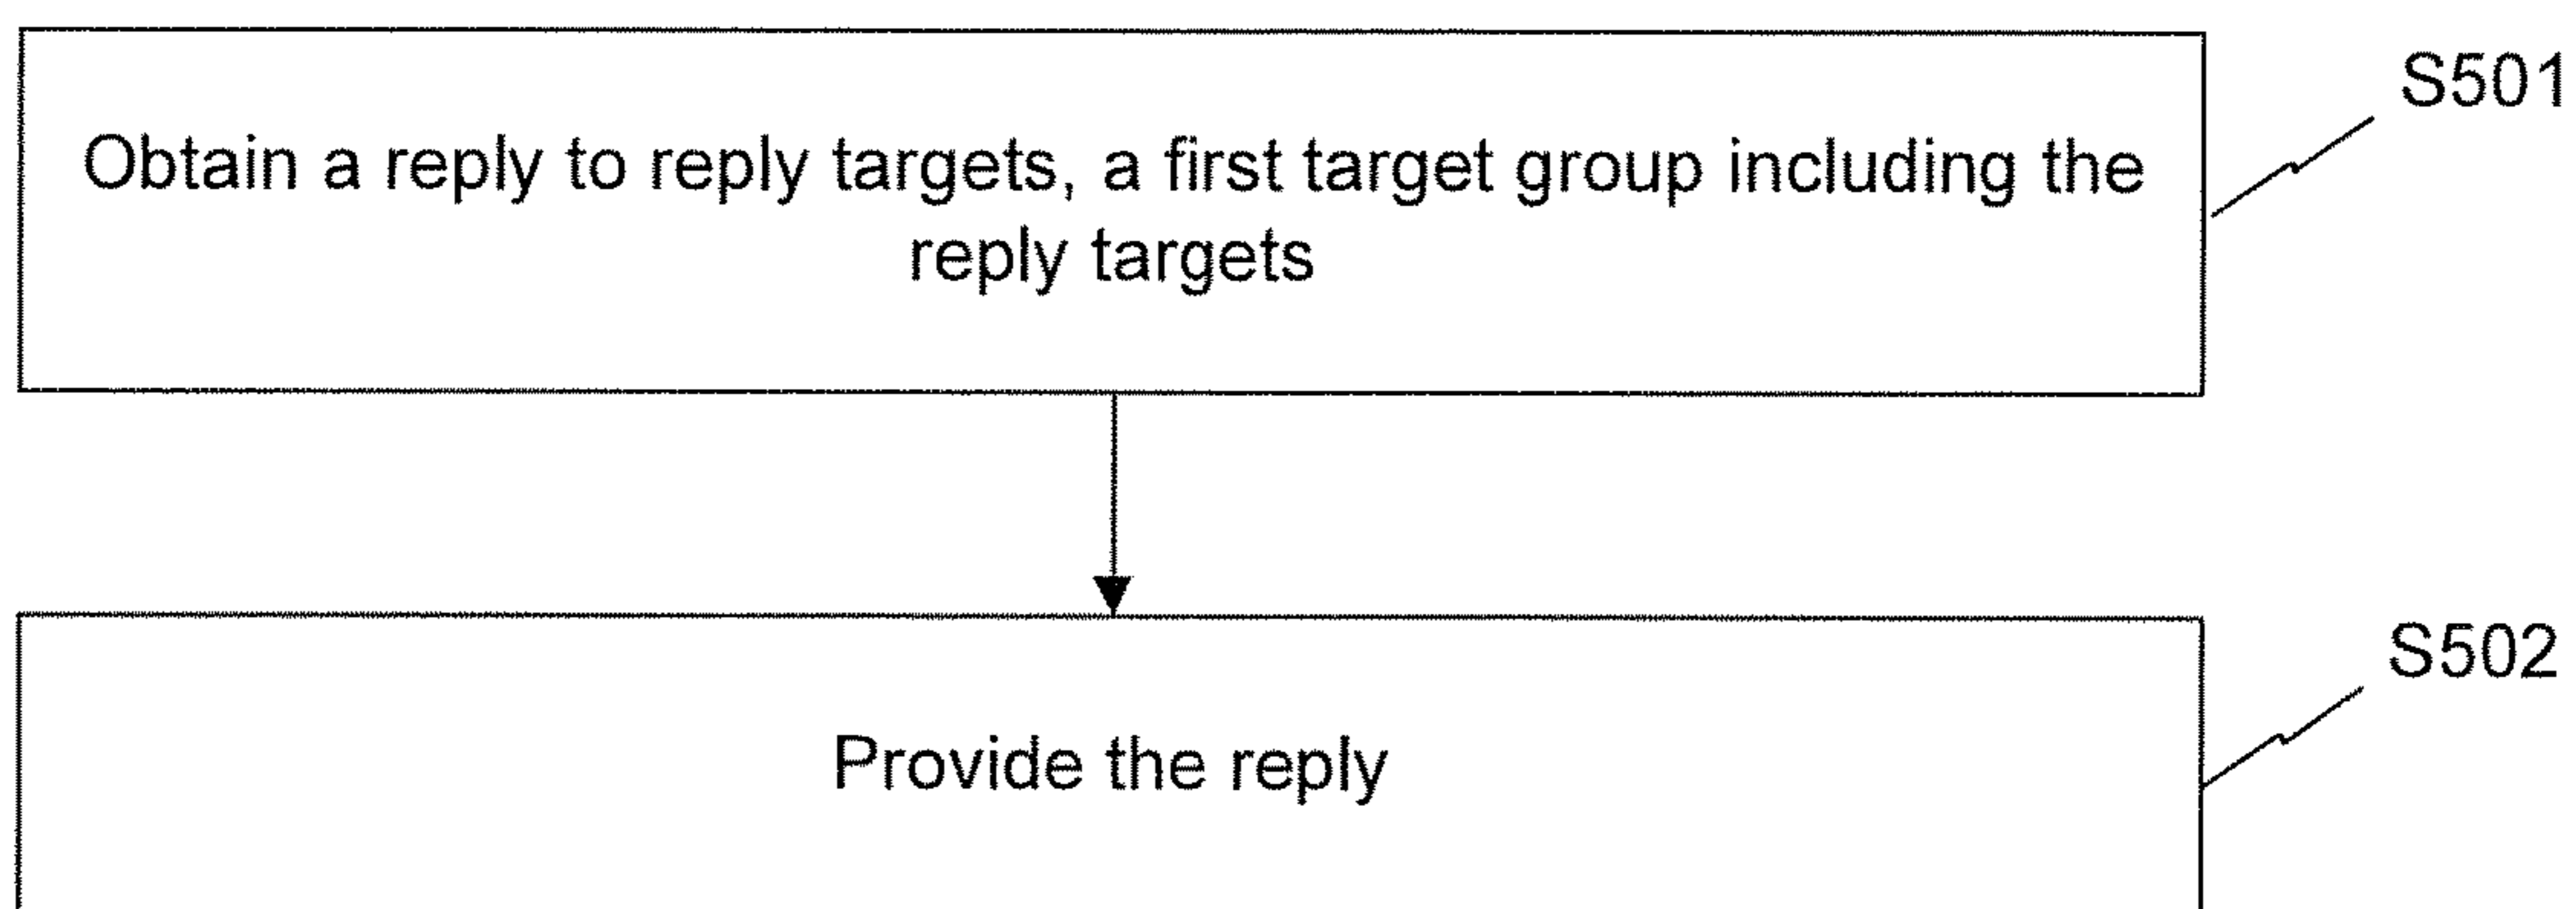 S501
Obtain a reply to reply targets, a first target group including the
reply targets
S502
Provide the reply